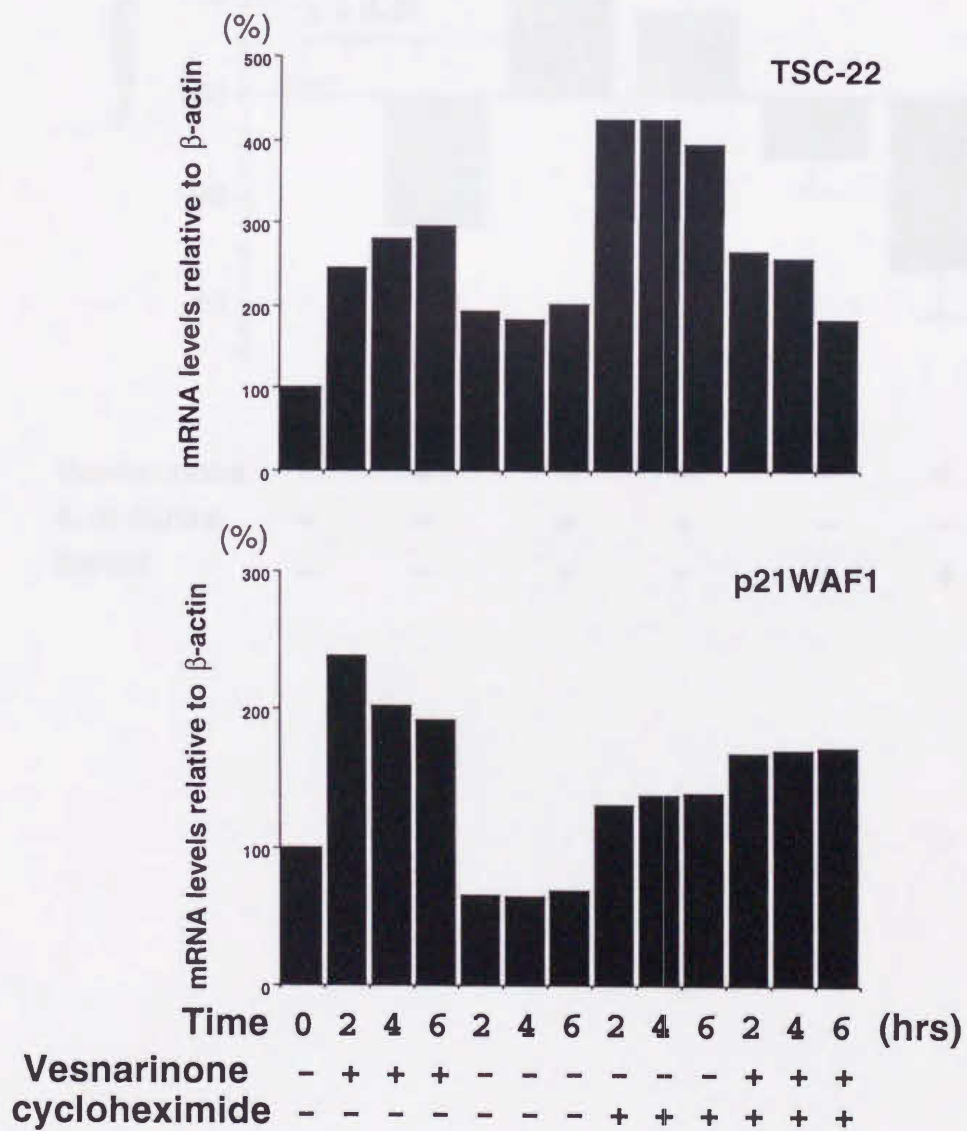 (%)
TSC-22
mRNA levels relative to β-actin
500
400
300
200
100
0
(%)
p21WAF1
mRNA levels relative to β-actin
300
200
100
0
Time 0 2 4 6 2 4 6 2 4 6 2 4 6 (hrs)
Vesnarinone - + + + - - - - - - + + +
cycloheximide - - - - - - - + + + + + +